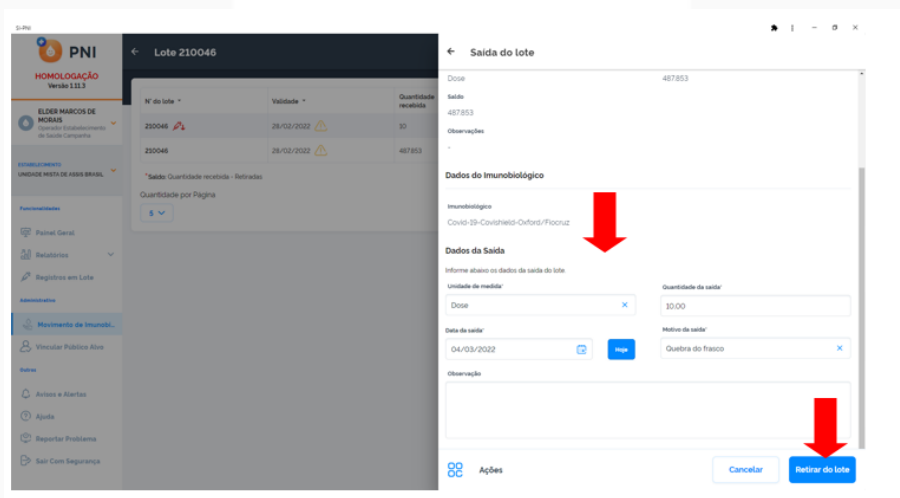 SI-PNI
PNI
HOMOLOGAÇÃO
Versão 1.11.3
ELDER MARCOS DE MORAIS
Operador Estabelecimento de Saúde Campanha
ESTABELECIMENTO
UNIDADE MISTA DE ASSIS BRASIL
Funcionalidades
Painel Geral
Relatórios
Registros em Lote
Administrativo
Movimento de Imunobi...
Vincular Público Alvo
Outros
Avisos e Alertas
Ajuda
Reportar Problema
Sair Com Segurança
Lote 210046
N° do lote Validade Quantidade recebida
210046 28/02/2022 10
210046 28/02/2022 487853
*Saldo: Quantidade recebida - Retiradas
Quantidade por Página
5
Saída do lote
Dose 487.853
Saldo
487.853
Observações
-
Dados do Imunobiológico
Imunobiológico
Covid-19-Covishield-Oxford/Fiocruz
Dados da Saída
Informe abaixo os dados da saída do lote
Unidade de medida* Quantidade da saída*
Dose 10,00
Data da saída* Motivo da saída*
04/03/2022 Hoje Quebra do frasco
Observação
Ações Cancelar Retirar do lote